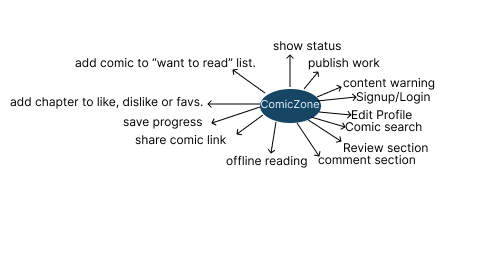 show status
add comic to “want to read” list.
publish work
content warning
Signup/Login
add chapter to like, dislike or favs.
ComicZone
Edit Profile
save progress
Comic search
share comic link
Review section
offline reading
comment section